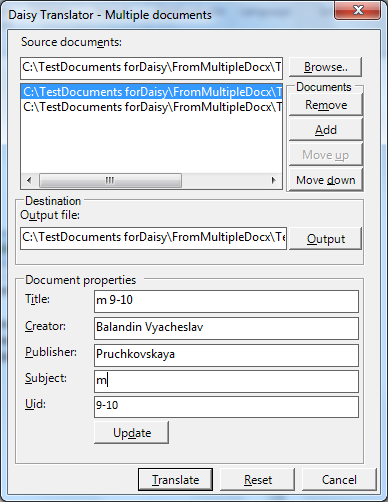 Daisy Translator - Multiple documents
Source documents:
C:\TestDocuments forDaisy\FromMultipleDocx\T
Browse..
Documents
C:\TestDocuments forDaisy\FromMultipleDocx\T
Remove
C:\TestDocuments forDaisy\FromMultipleDocx\T
Add
Move up
Move down
Destination
Output file:
C:\TestDocuments forDaisy\FromMultipleDocx\Te
Output
Document properties
Title: m 9-10
Creator: Balandin Vyacheslav
Publisher: Pruchkovskaya
Subject: m
Uid: 9-10
Update
Translate Reset Cancel